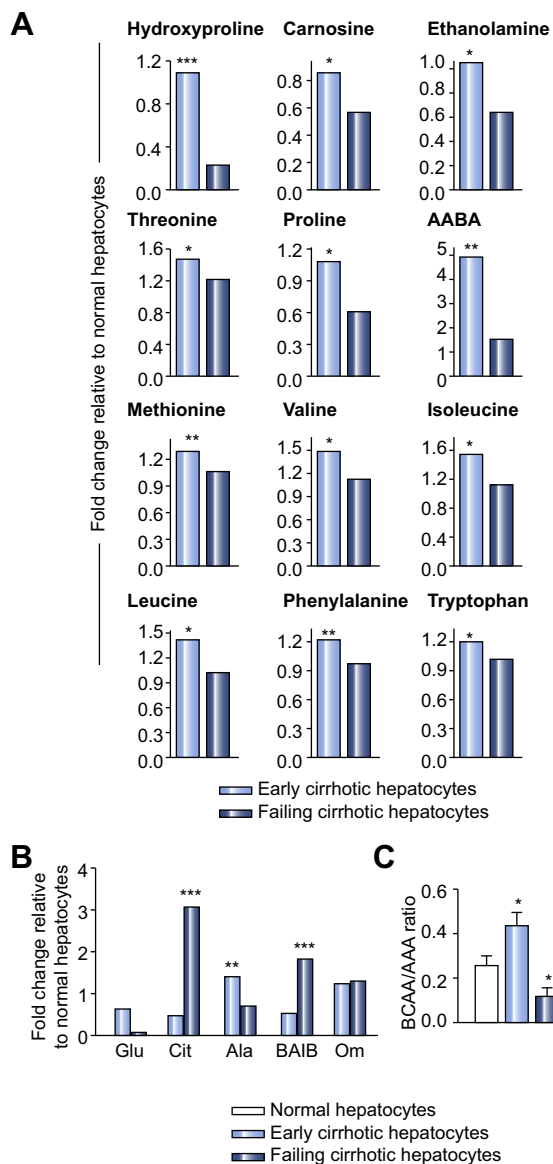 A
Hydroxyproline Carnosine Ethanolamine
*** * *
1.2 0.8 1.0
0.8 0.6 0.8
0.4 0.4 0.6
0.0 0.2 0.4
0.0 0.2
0.0
Fold change relative to normal hepatocytes
Threonine Proline AABA
* * **
1.6 1.2 5
1.2 0.9 4
0.8 0.6 3
0.4 0.3 2
0.0 0.0 1
0
Methionine Valine Isoleucine
** * *
1.2 1.5 1.6
0.9 1.2 1.2
0.6 0.9 0.8
0.3 0.6 0.4
0.0 0.3 0.0
0.0
Leucine Phenylalanine Tryptophan
* ** *
1.5 1.2 1.2
1.2 0.9 0.9
0.9 0.6 0.6
0.6 0.3 0.3
0.3 0.0 0.0
0.0
Early cirrhotic hepatocytes
Failing cirrhotic hepatocytes
B
Fold change relative
to normal hepatocytes
4
3
2
1
0
*** ** ***
Glu Cit Ala BAIB Om
C
BCAA/AAA ratio
0.6
0.4
0.2
0.0
* *
Normal hepatocytes
Early cirrhotic hepatocytes
Failing cirrhotic hepatocytes